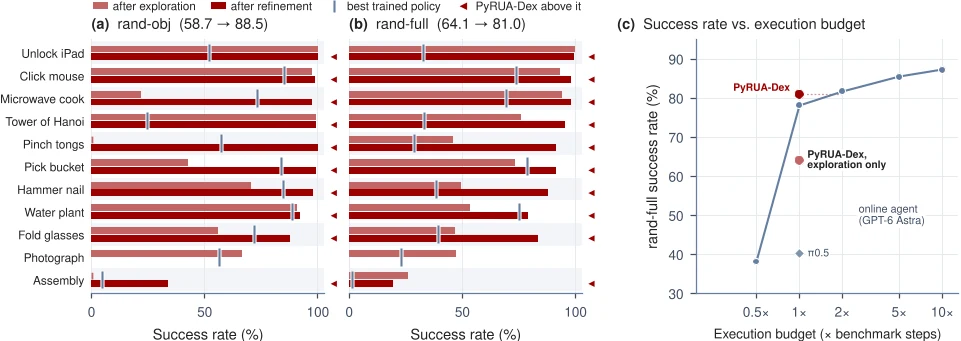 after exploration after refinement best trained policy PyRUA-Dex above it
(a) rand-obj (58.7 → 88.5)
(b) rand-full (64.1 → 81.0)
(c) Success rate vs. execution budget
Unlock iPad
Click mouse
Microwave cook
Tower of Hanoi
Pinch tongs
Pick bucket
Hammer nail
Water plant
Fold glasses
Photograph
Assembly
0 50 100
Success rate (%)
0 50 100
Success rate (%)
rand-full success rate (%)
90
80
70
60
50
40
30
PyRUA-Dex
PyRUA-Dex,
exploration only
online agent
(GPT-6 Astra)
π0.5
0.5× 1× 2× 5× 10×
Execution budget (× benchmark steps)